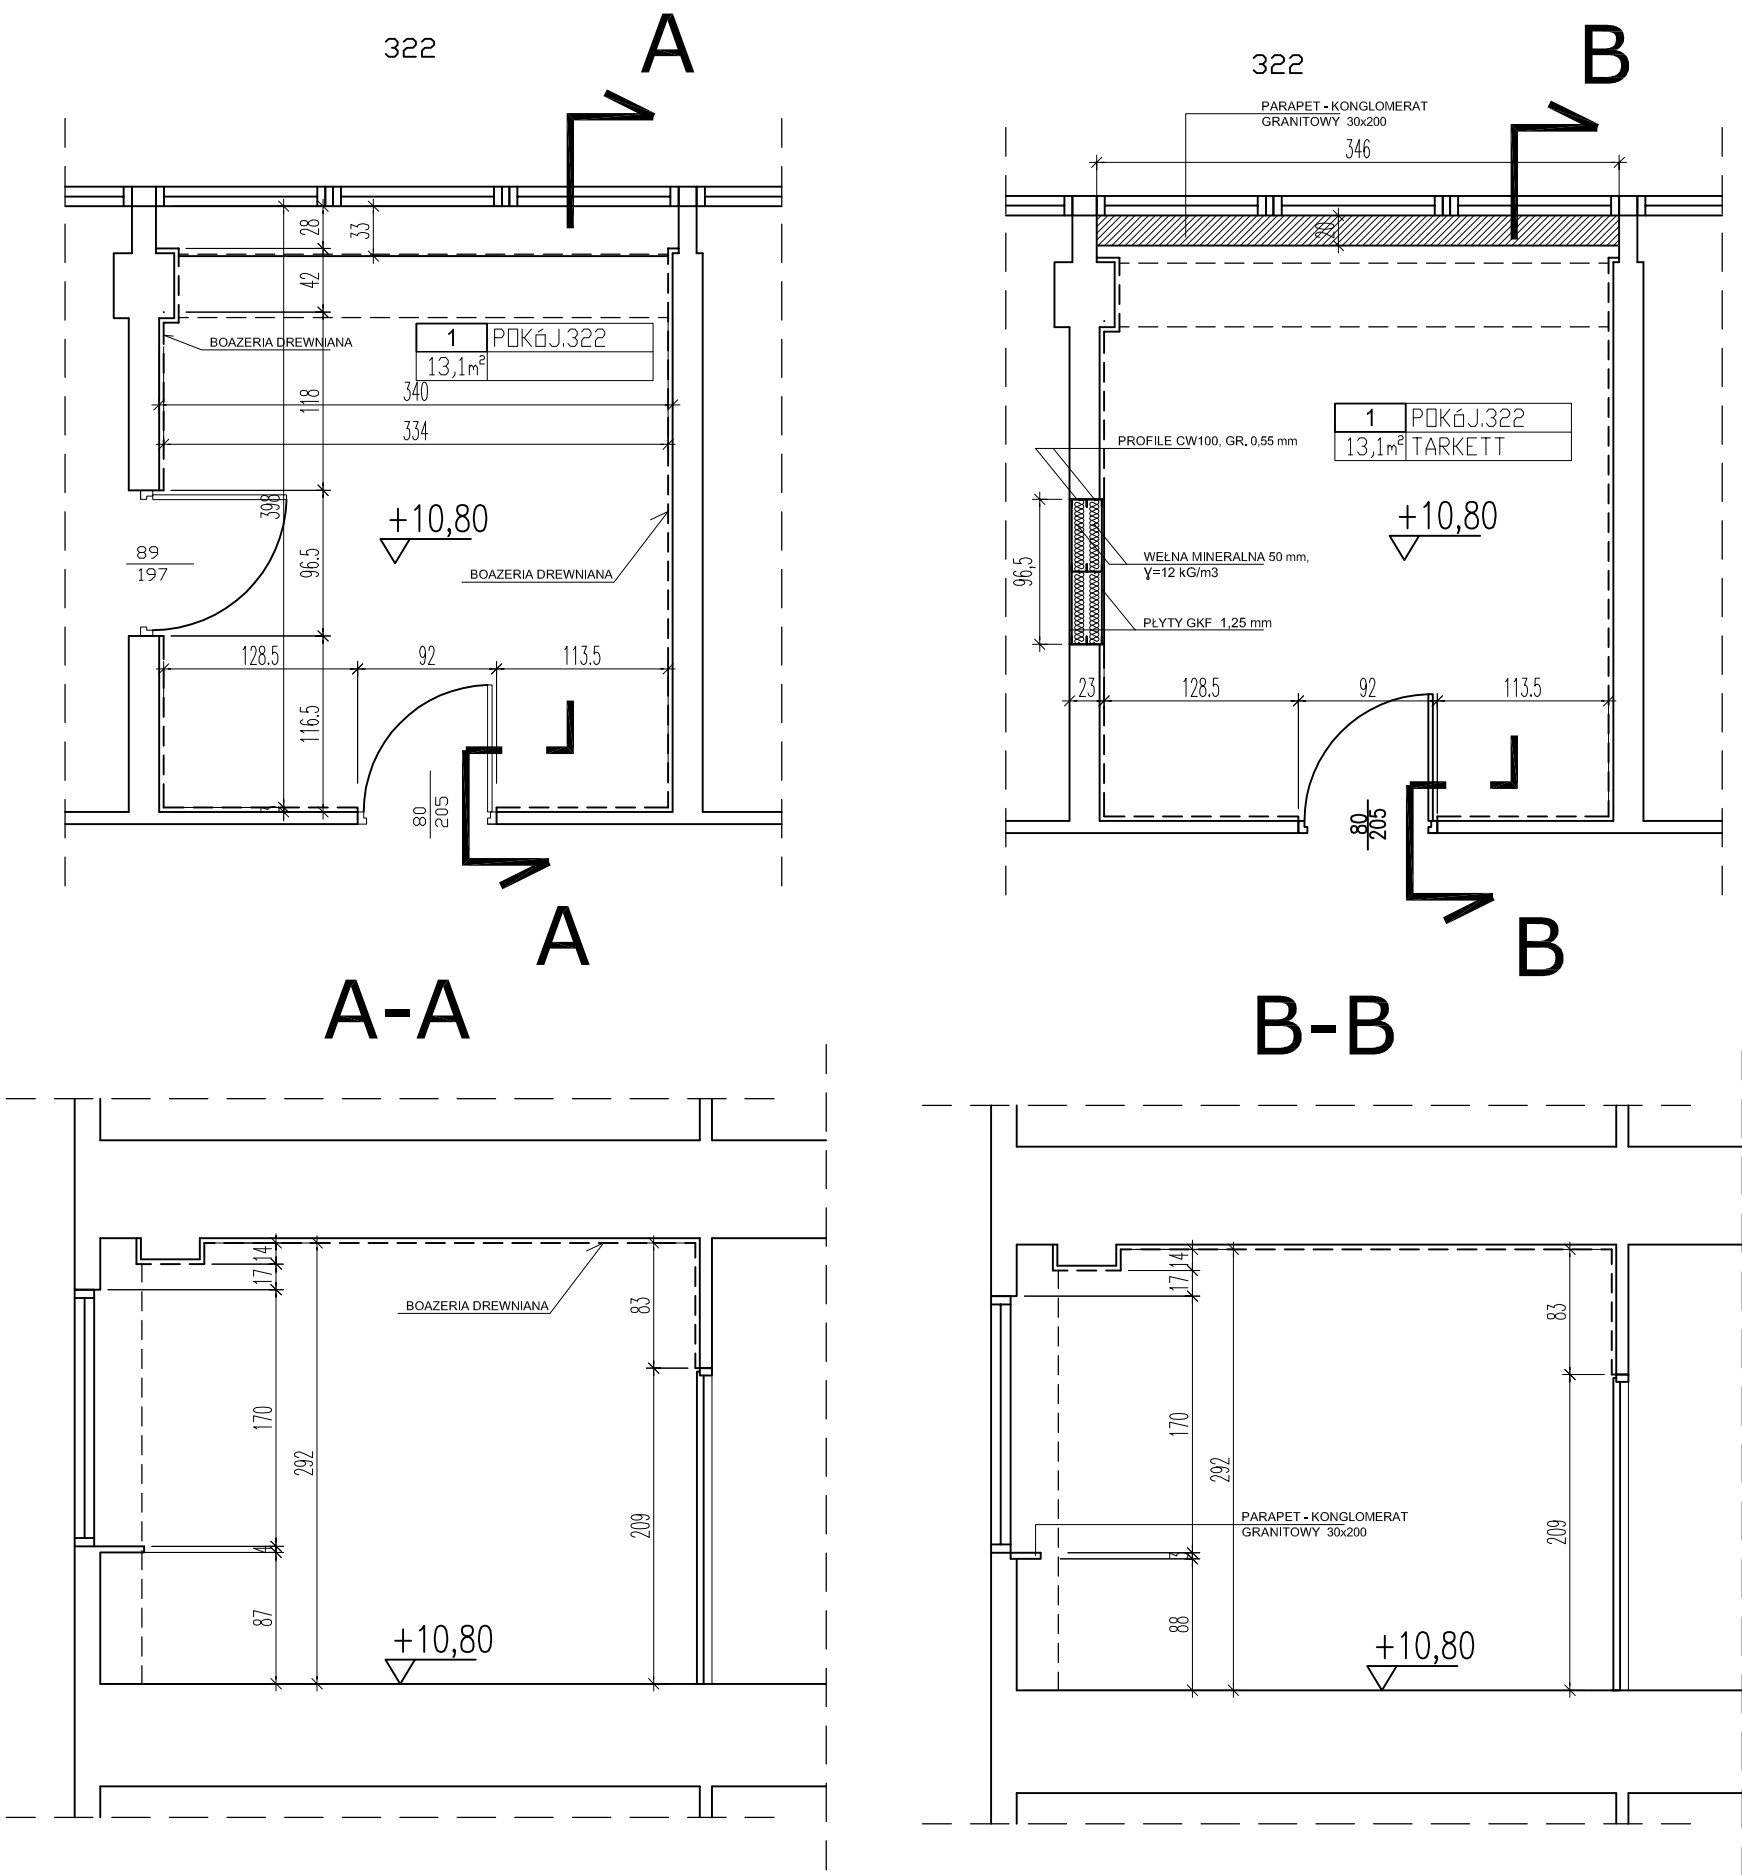 322
A
28
33
42
BOAZERIA DREWNIANA
1 POKóJ.322
13,1m²
118
340
334
398
+10,80
89
197
96.5
BOAZERIA DREWNIANA
128.5 92 113.5
116.5
80
205
A
322
B
PARAPET - KONGLOMERAT
GRANITOWY 30x200
346
20
1 POKóJ.322
13,1m² TARKETT
PROFILE CW100, GR. 0,55 mm
+10,80
96,5
WEŁNA MINERALNA 50 mm,
γ=12 kG/m3
PŁYTY GKF 1,25 mm
23 128.5 92 113.5
80
205
B
A-A
14
17
BOAZERIA DREWNIANA
83
170
292
209
4
87
+10,80
B-B
14
17
83
170
292
PARAPET - KONGLOMERAT
GRANITOWY 30x200
209
3
88
+10,80